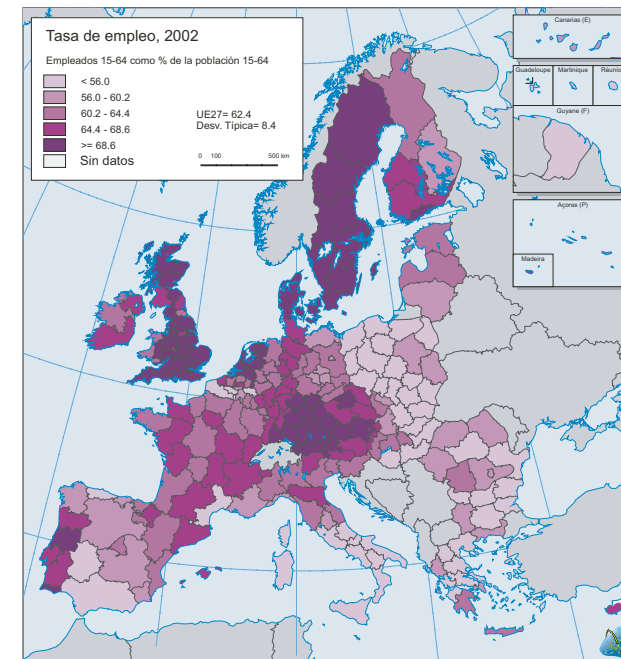 Tasa de empleo, 2002
Empleados 15-64 como % de la población 15-64
< 56.0
56.0 - 60.2
60.2 - 64.4
64.4 - 68.6
>= 68.6
Sin datos
UE27= 62.4
Desv. Típica= 8.4
0 100 500 km
Canarias (E)
Guadeloupe Martinique Réunio
Guyane (F)
Açores (P)
Madeira